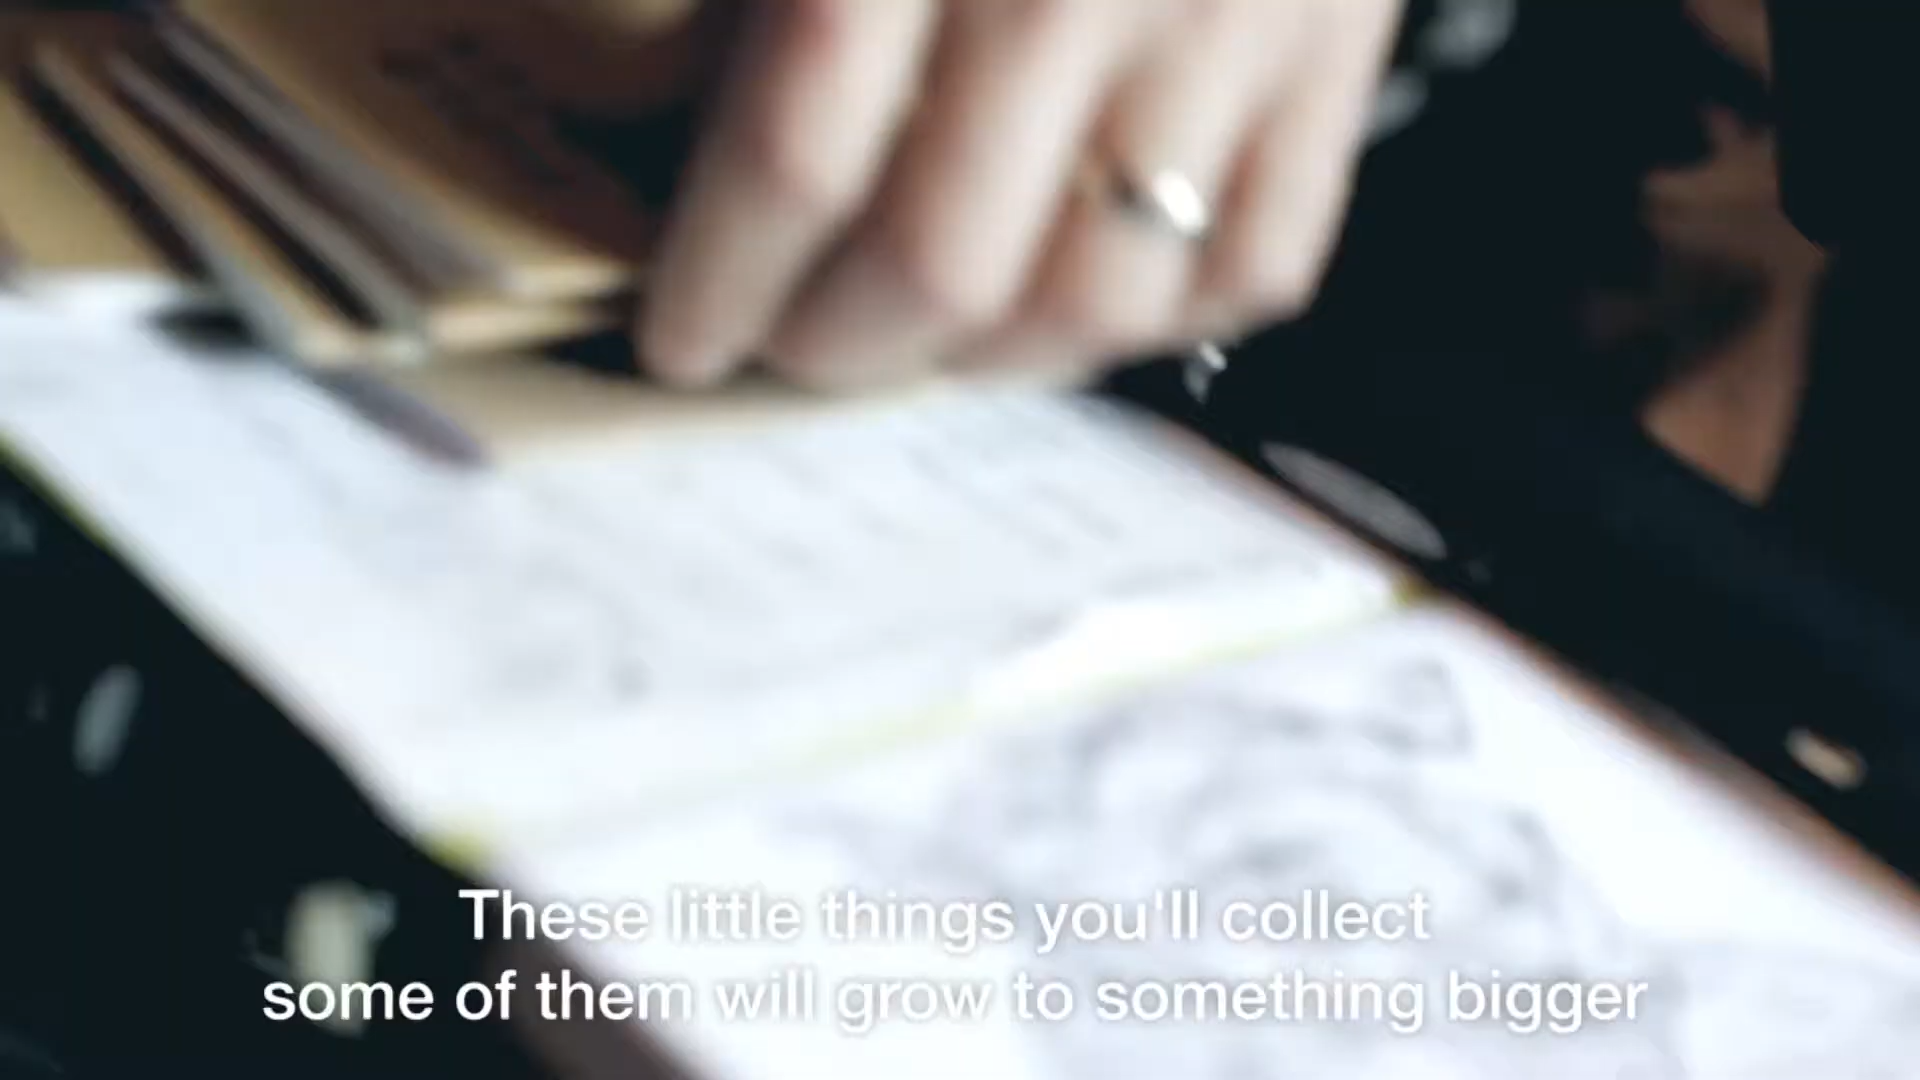 These little things you'll collect
some of them will grow to something bigger